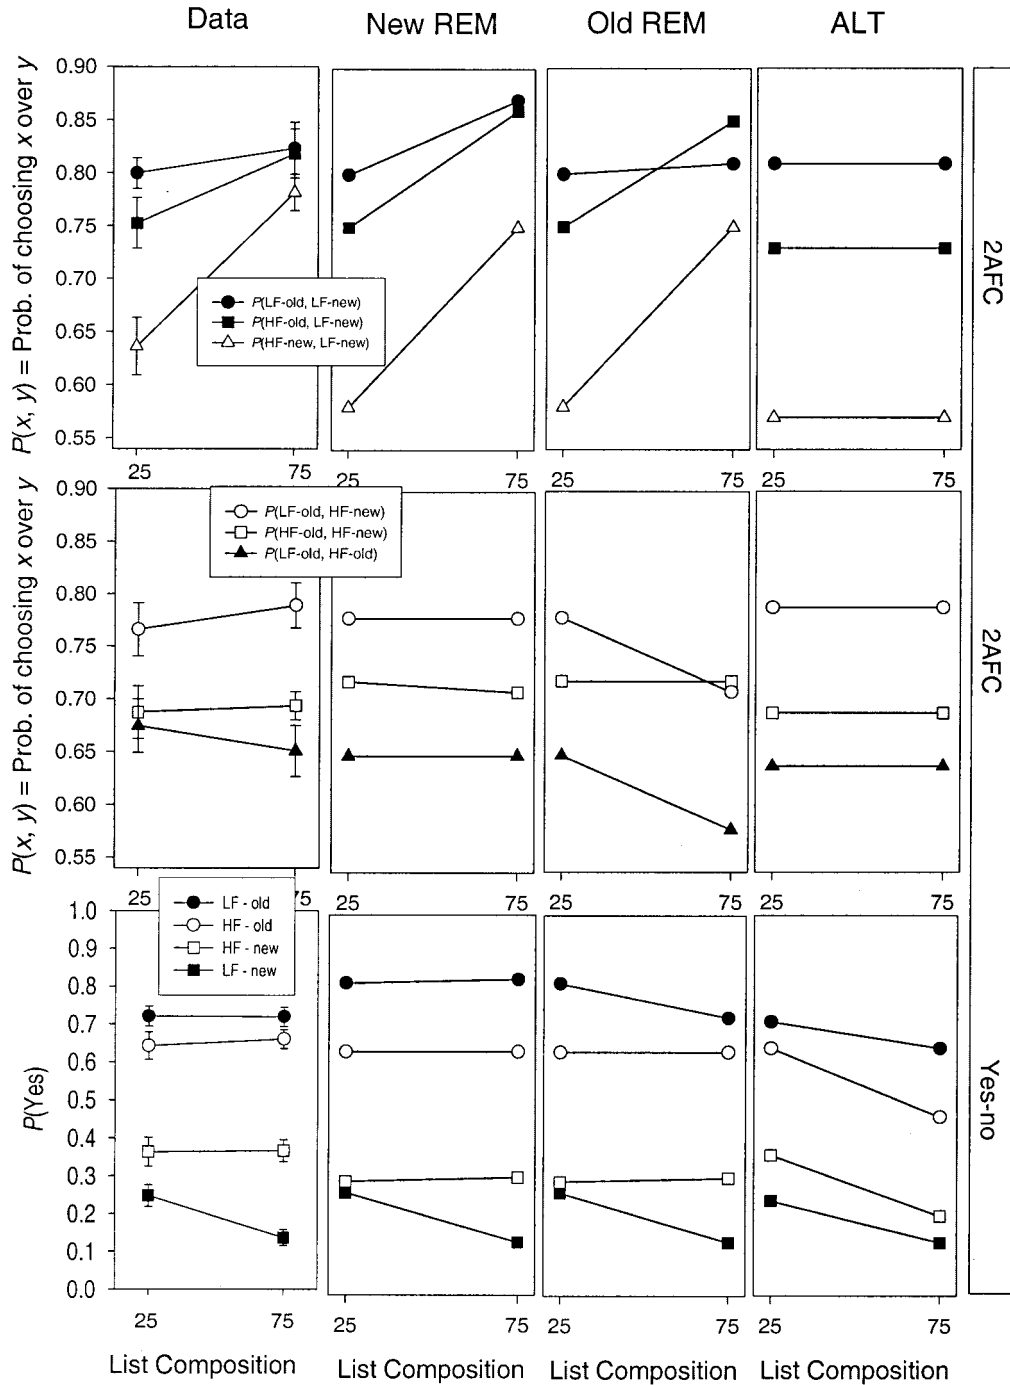 Data New REM Old REM ALT
P(x, y) = Prob. of choosing x over y
0.90
0.85
0.80
0.75
0.70
0.65
0.60
0.55
P(LF-old, LF-new)
P(HF-old, LF-new)
P(HF-new, LF-new)
25 75 25 75 25 75 25 75
2AFC
P(x, y) = Prob. of choosing x over y
0.90
0.85
0.80
0.75
0.70
0.65
0.60
0.55
P(LF-old, HF-new)
P(HF-old, HF-new)
P(LF-old, HF-old)
25 75 25 75 25 75 25 75
2AFC
P(Yes)
1.0
0.9
0.8
0.7
0.6
0.5
0.4
0.3
0.2
0.1
0.0
LF - old
HF - old
HF - new
LF - new
25 75 25 75 25 75 25 75
Yes-no
List Composition List Composition List Composition List Composition